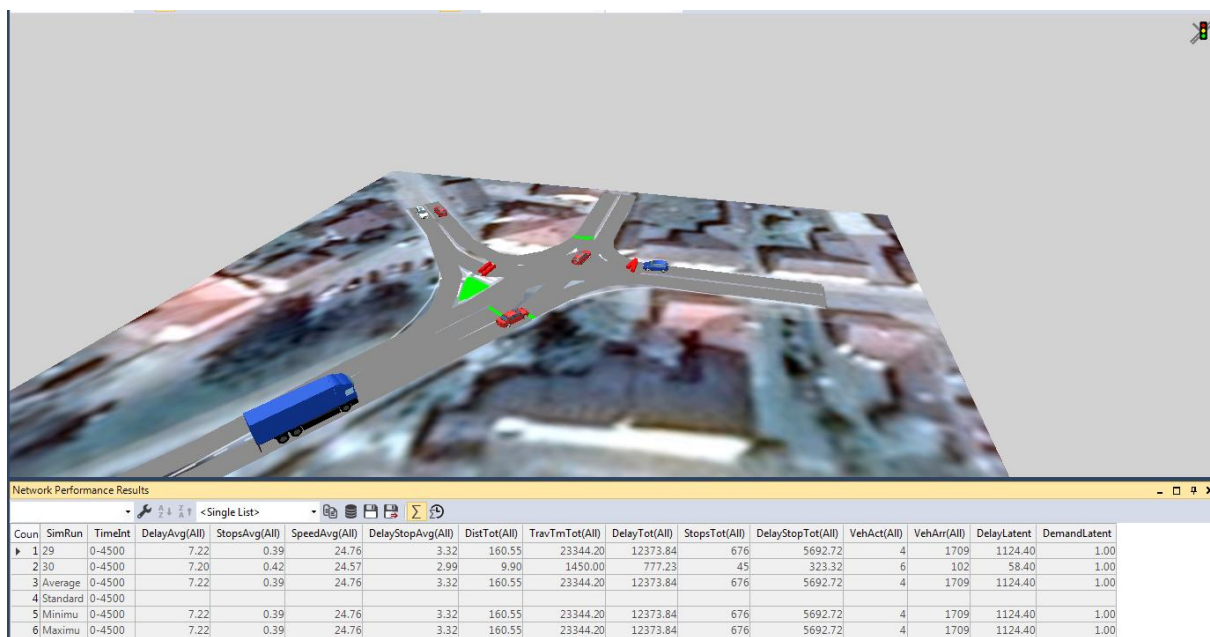 Network Performance Results
<Single List>
Coun SimRun TimeInt DelayAvg(All) StopsAvg(All) SpeedAvg(All) DelayStopAvg(All) DistTot(All) TravTmTot(All) DelayTot(All) StopsTot(All) DelayStopTot(All) VehAct(All) VehArr(All) DelayLatent DemandLatent
1 29 0-4500 7.22 0.39 24.76 3.32 160.55 23344.20 12373.84 676 5692.72 4 1709 1124.40 1.00
2 30 0-4500 7.20 0.42 24.57 2.99 9.90 1450.00 777.23 45 323.32 6 102 58.40 1.00
3 Average 0-4500 7.22 0.39 24.76 3.32 160.55 23344.20 12373.84 676 5692.72 4 1709 1124.40 1.00
4 Standard 0-4500
5 Minimu 0-4500 7.22 0.39 24.76 3.32 160.55 23344.20 12373.84 676 5692.72 4 1709 1124.40 1.00
6 Maximu 0-4500 7.22 0.39 24.76 3.32 160.55 23344.20 12373.84 676 5692.72 4 1709 1124.40 1.00